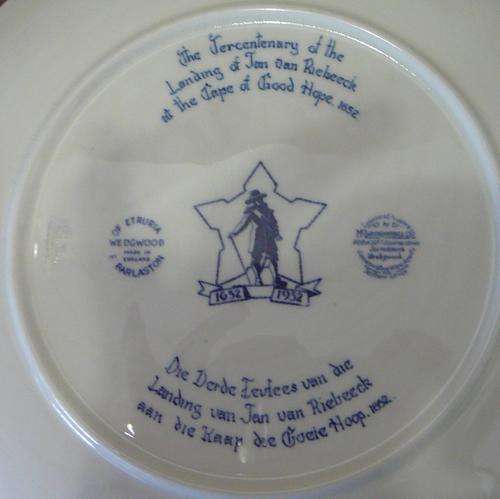 The Tercentenary of the
Landing of Jan van Riebeeck
at the Cape of Good Hope. 1652
OF ETRURIA
WEDGWOOD
MADE IN
ENGLAND
BARLASTON
1652 1952
Die Derde Eeufees van die
Landing van Jan van Riebeeck
aan die Kaap die Goeie Hoop. 1652.